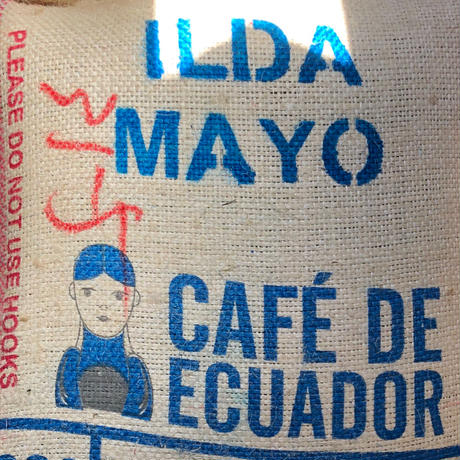 ILDA
MAYO
CAFÉ DE
ECUADOR
PLEASE DO NOT USE HOOKS